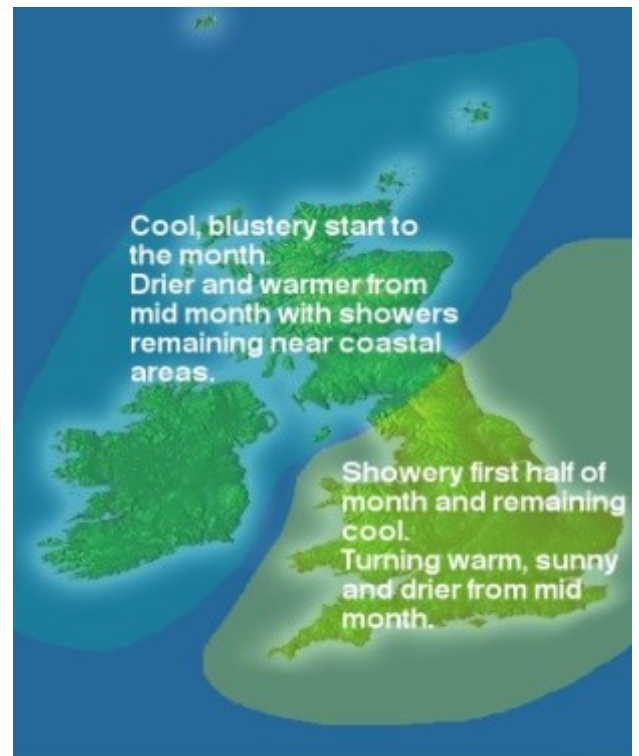 Cool, blustery start to
the month.
Drier and warmer from
mid month with showers
remaining near coastal
areas.
Showery first half of
month and remaining
cool.
Turning warm, sunny
and drier from mid
month.